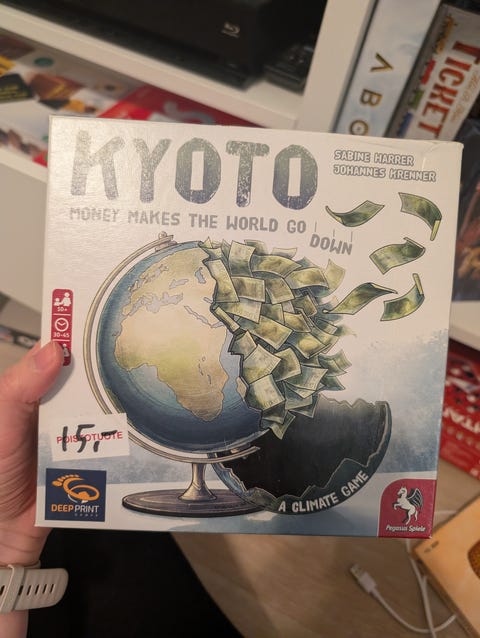 KYOTO
SABINE HARRER
JOHANNES KRENNER
MONEY MAKES THE WORLD GO DOWN
10+
30-45
POISTOTUOTE
15,-
DEEP PRINT
GAMES
A CLIMATE GAME
Pegasus Spiele
TICKET